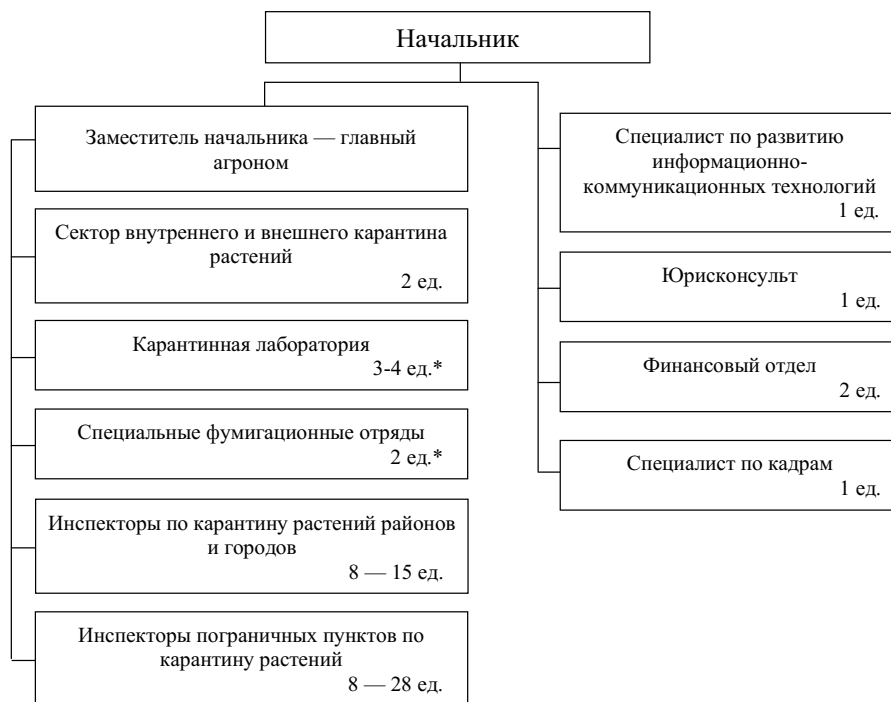 Начальник
Заместитель начальника — главный
агроном
Сектор внутреннего и внешнего карантина
растений
2 ед.
Карантинная лаборатория
3-4 ед.*
Специальные фумигационные отряды
2 ед.*
Инспекторы по карантину растений районов
и городов
8 — 15 ед.
Инспекторы пограничных пунктов по
карантину растений
8 — 28 ед.
Специалист по развитию
информационно-
коммуникационных технологий
1 ед.
Юрисконсульт
1 ед.
Финансовый отдел
2 ед.
Специалист по кадрам
1 ед.